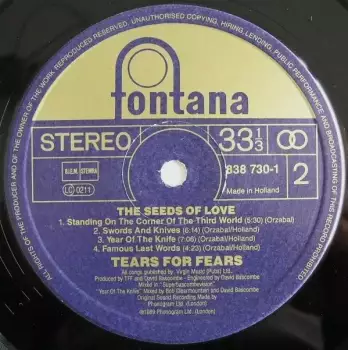 ALL RIGHTS OF THE PRODUCER AND OF THE OWNER OF THE WORK REPRODUCED RESERVED. UNAUTHORISED COPYING, HIRING, LENDING, PUBLIC PERFORMANCE AND BROADCASTING OF THIS RECORD PROHIBITED.
fontana
STEREO 33 1/3
B.I.E.M. STEMRA
LC 0211
838 730-1
Made in Holland
2
THE SEEDS OF LOVE
1. Standing On The Corner Of The Third World (5:30) (Orzabal)
2. Swords And Knives (6:14) (Orzabal/Holland)
3. Year Of The Knife (7:08) (Orzabal/Holland)
4. Famous Last Words (4:23) (Orzabal/Holland)
TEARS FOR FEARS
All songs published by Virgin Music (Publ) Ltd.
Produced by TFF and David Bascombe - Engineered by David Bascombe
Mixed in
"Year Of The Knife" Mixed by Bob Clearmountain and David Bascombe
Original Sound Recording Made by
Phonogram Ltd. (London)
℗1989 Phonogram Ltd. (London)